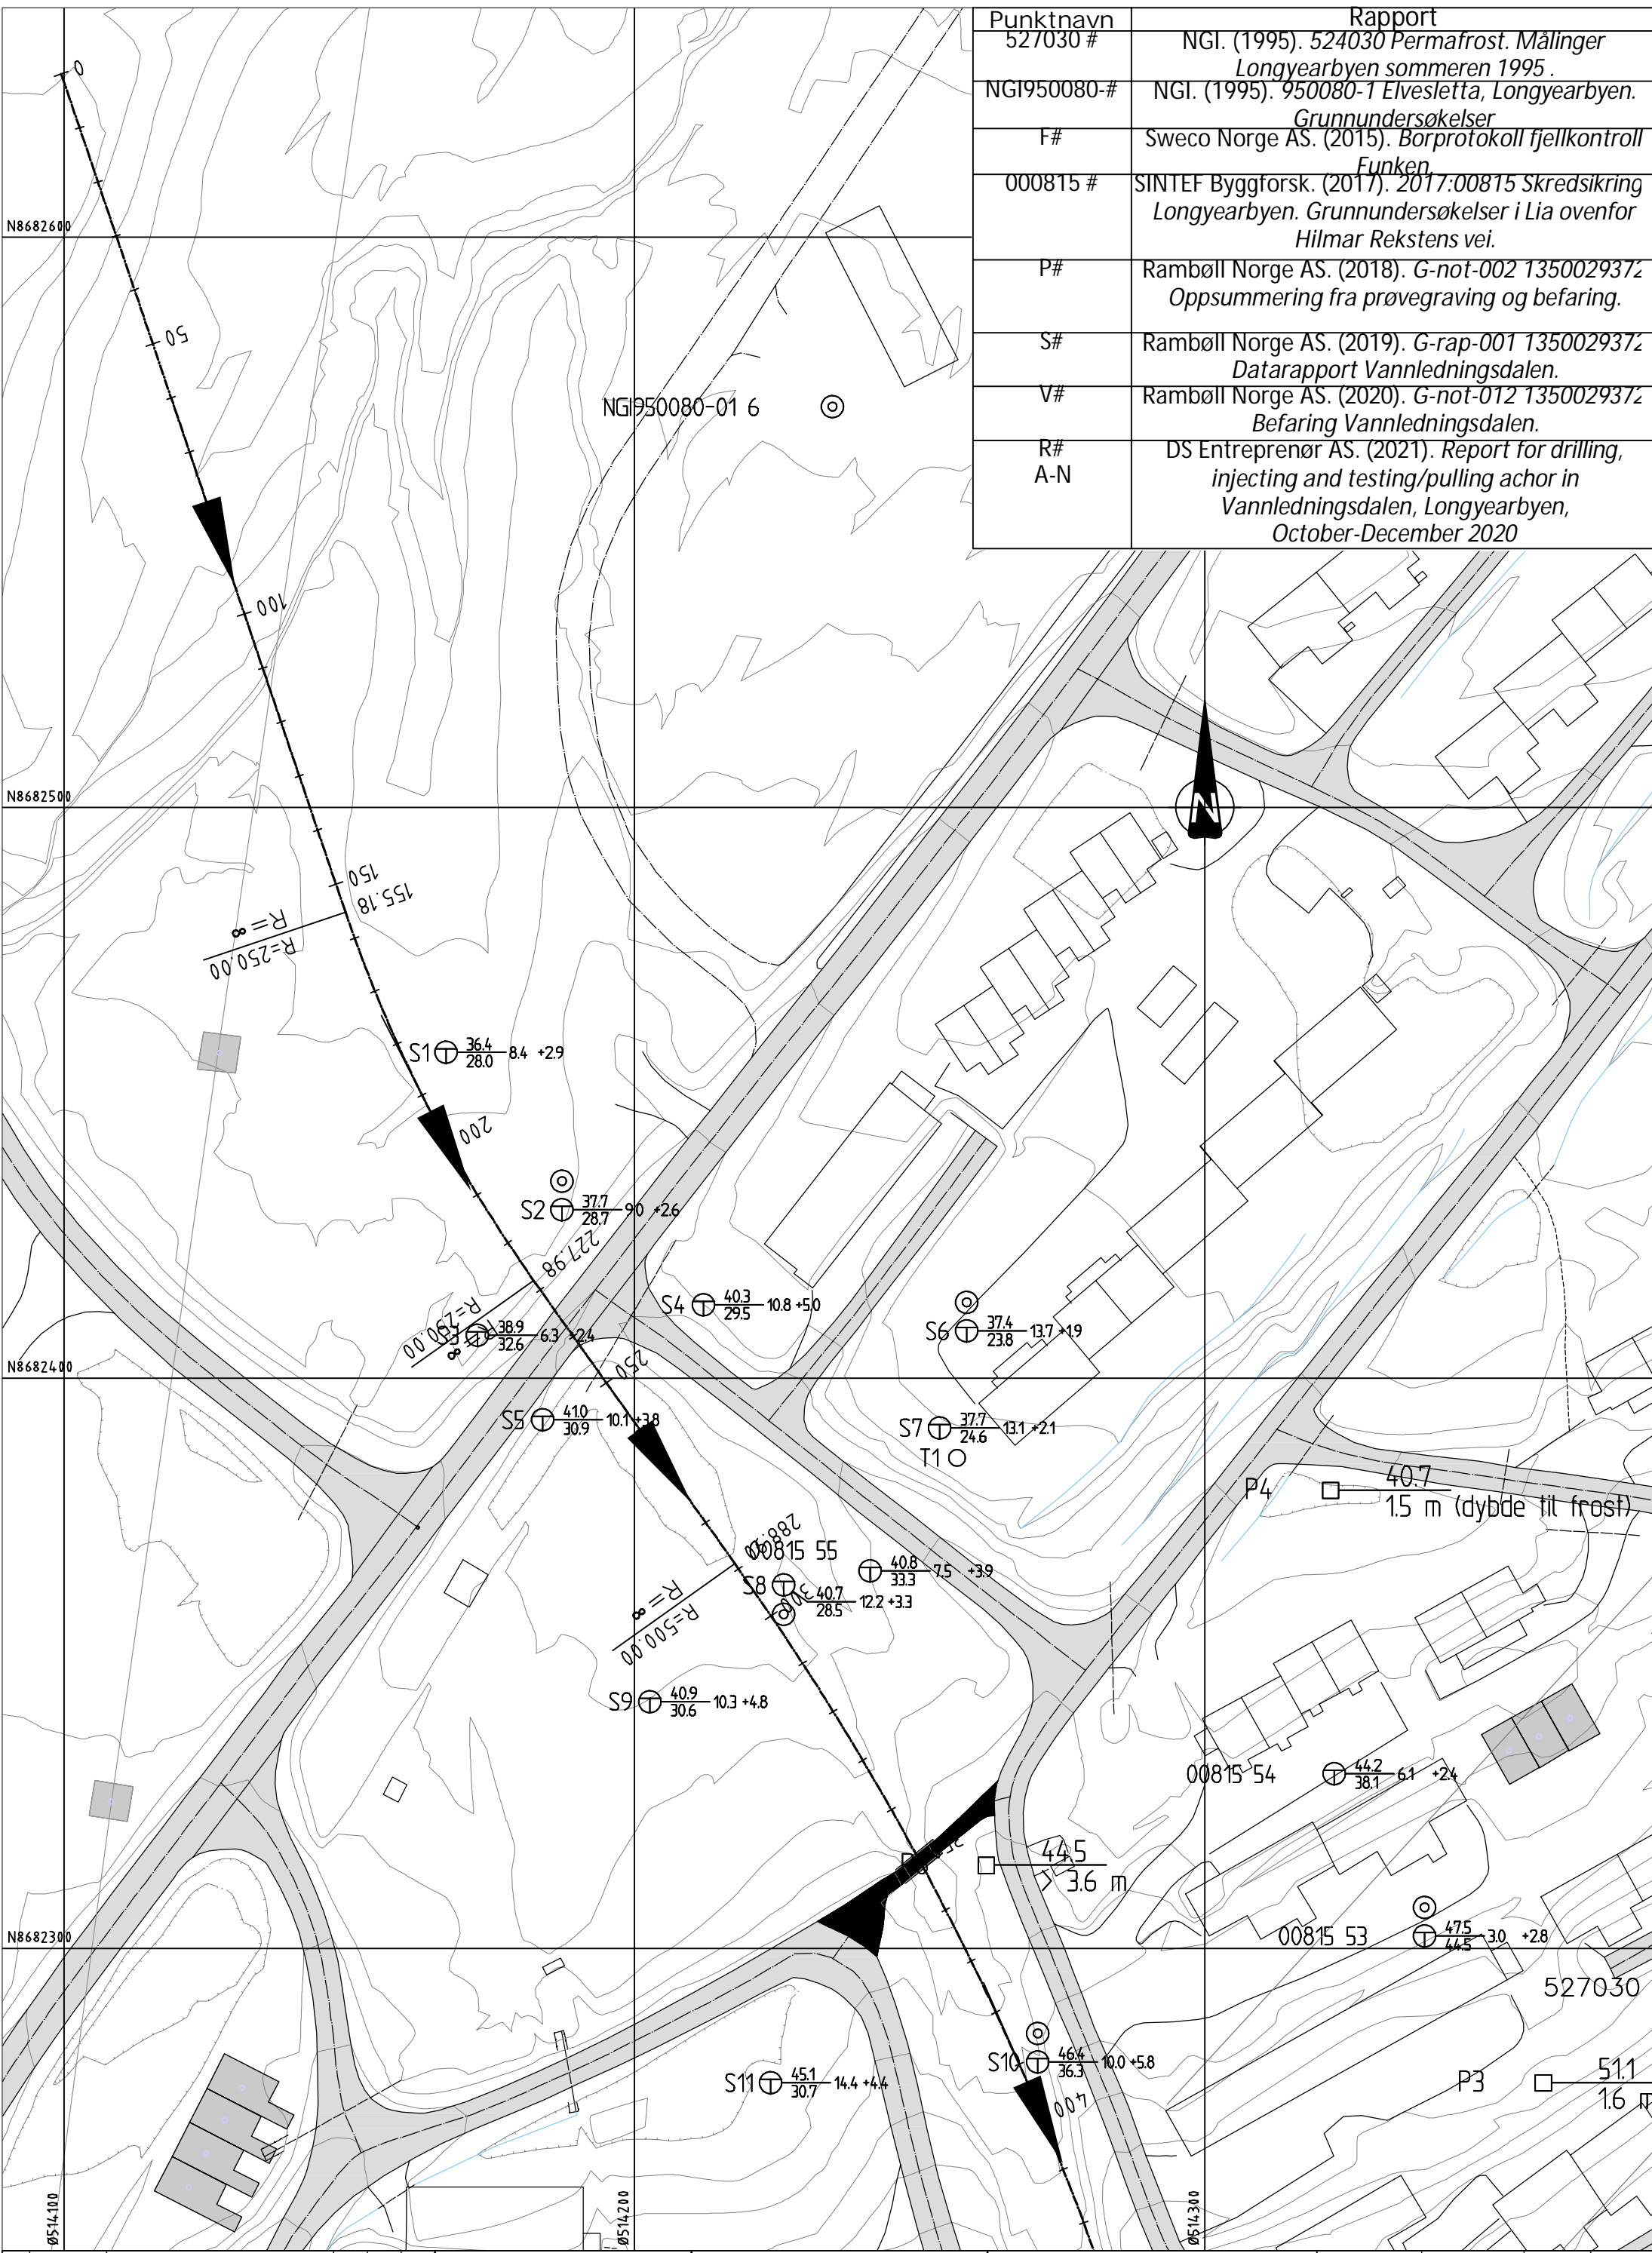 Punktnavn Rapport
527030 # NGI. (1995). 524030 Permafrost. Målinger
Longyearbyen sommeren 1995 .
NGI950080-# NGI. (1995). 950080-1 Elvesletta, Longyearbyen.
Grunnundersøkelser
F# Sweco Norge AS. (2015). Borprotokoll fjellkontroll
Funken.
000815 # SINTEF Byggforsk. (2017). 2017:00815 Skredsikring
Longyearbyen. Grunnundersøkelser i Lia ovenfor
Hilmar Rekstens vei.
P# Rambøll Norge AS. (2018). G-not-002 1350029372
Oppsummering fra prøvegraving og befaring.
S# Rambøll Norge AS. (2019). G-rap-001 1350029372
Datarapport Vannledningsdalen.
V# Rambøll Norge AS. (2020). G-not-012 1350029372
Befaring Vannledningsdalen.
R# DS Entreprenør AS. (2021). Report for drilling,
A-N injecting and testing/pulling achor in
Vannledningsdalen, Longyearbyen,
October-December 2020
0
N8682600
50
NGI950080-01 6
100
N8682500
N
150
155.18
R=∞
R=250.00
S1 36.4 8.4 +2.9
28.0
200
S2 37.7 9.0 +2.6
28.7
227.98
S4 40.3 10.8 +5.0
29.5
R=250.00
S3 38.9 6.3 +2.4
32.6
S6 37.4 13.7 +1.9
23.8
N8682400
250
S5 41.0 10.1 +3.8
30.9
S7 37.7 13.1 +2.1
24.6
T1
P4 40.7
1.5 m (dybde til frost)
288.90
00815 55 40.8 7.5 +3.9
33.3
S8 40.7 12.2 +3.3
28.5
300
R=∞
R=500.00
S9 40.9 10.3 +4.8
30.6
00815 54 44.2 6.1 +2.4
38.1
44.5
> 3.6 m
00815 53 47.5 3.0 +2.8
44.5
N8682300
527030
S10 46.4 10.0 +5.8
36.3
S11 45.1 14.4 +4.4
30.7
400
P3 51.1
1.6 m
Ø514100
Ø514200
Ø514300